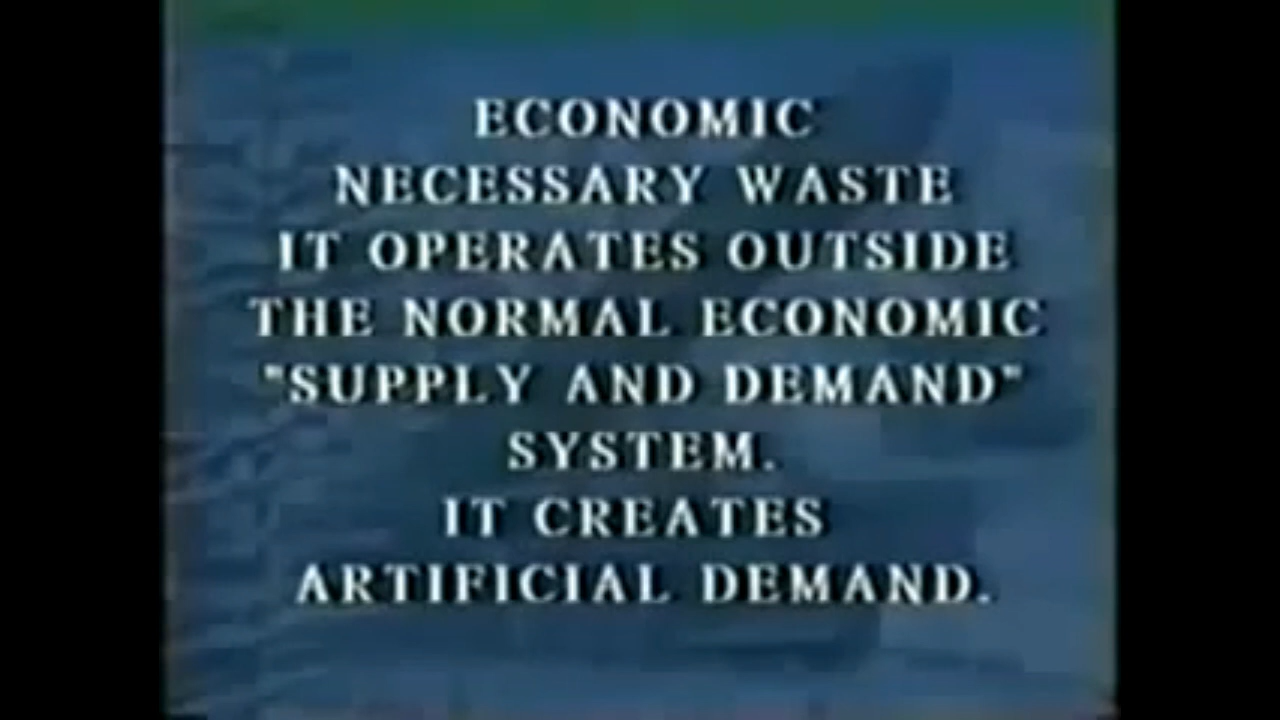 ECONOMIC
NECESSARY WASTE
IT OPERATES OUTSIDE
THE NORMAL ECONOMIC
"SUPPLY AND DEMAND"
SYSTEM.
IT CREATES
ARTIFICIAL DEMAND.